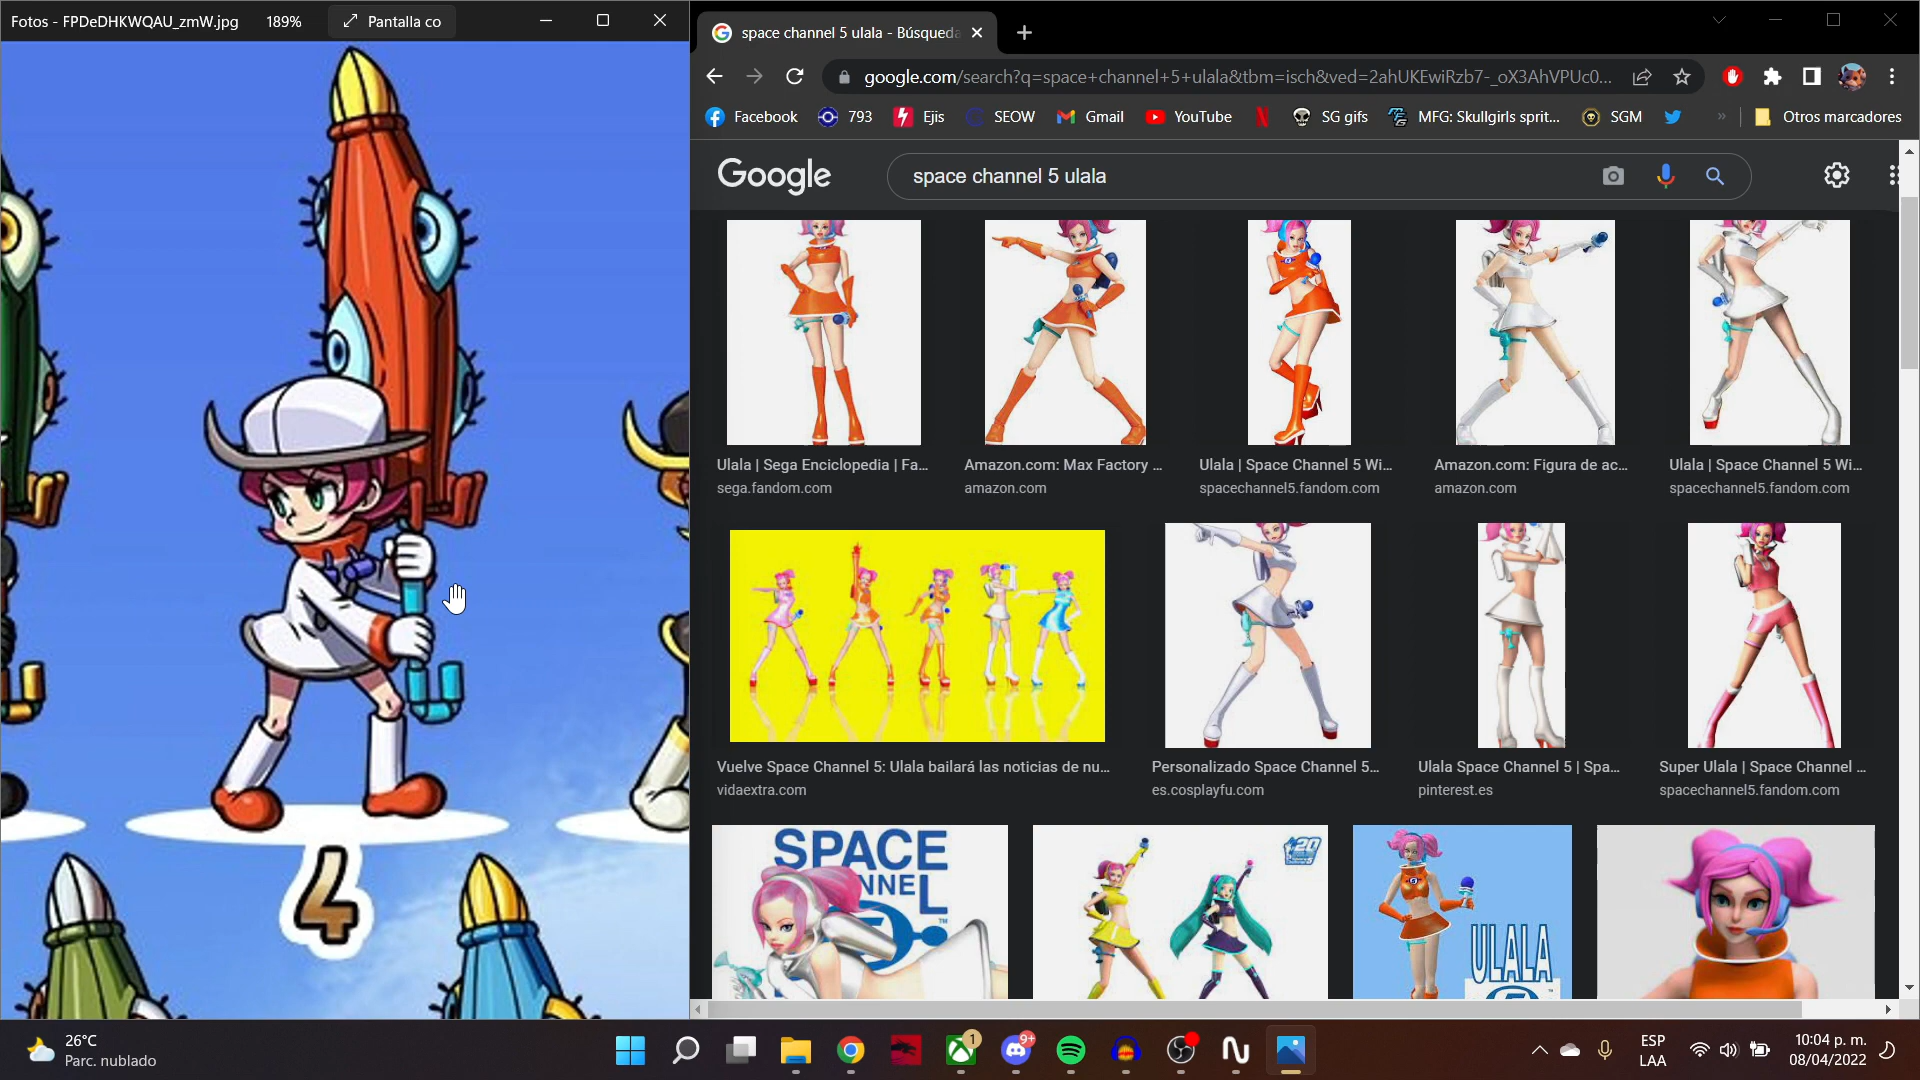 Fotos - FPDeDHKWQAU_zmW.jpg
189%
Pantalla co
4
space channel 5 ulala - Búsqueda
google.com/search?q=space+channel+5+ulala&tbm=isch&ved=2ahUKEwiRzb7-_oX3AhVPUc0...
Facebook
793
Ejis
SEOW
Gmail
YouTube
SG gifs
MFG: Skullgirls sprit...
SGM
»
Otros marcadores
Google
space channel 5 ulala
Ulala | Sega Enciclopedia | Fa...
sega.fandom.com
Amazon.com: Max Factory ...
amazon.com
Ulala | Space Channel 5 Wi...
spacechannel5.fandom.com
Amazon.com: Figura de ac...
amazon.com
Ulala | Space Channel 5 Wi...
spacechannel5.fandom.com
Vuelve Space Channel 5: Ulala bailará las noticias de nu...
vidaextra.com
Personalizado Space Channel 5...
es.cosplayfu.com
Ulala Space Channel 5 | Spa...
pinterest.es
Super Ulala | Space Channel ...
spacechannel5.fandom.com
SPACE
NNEL
20
ULALA
26°C
Parc. nublado
1
9+
ESP
LAA
10:04 p. m.
08/04/2022